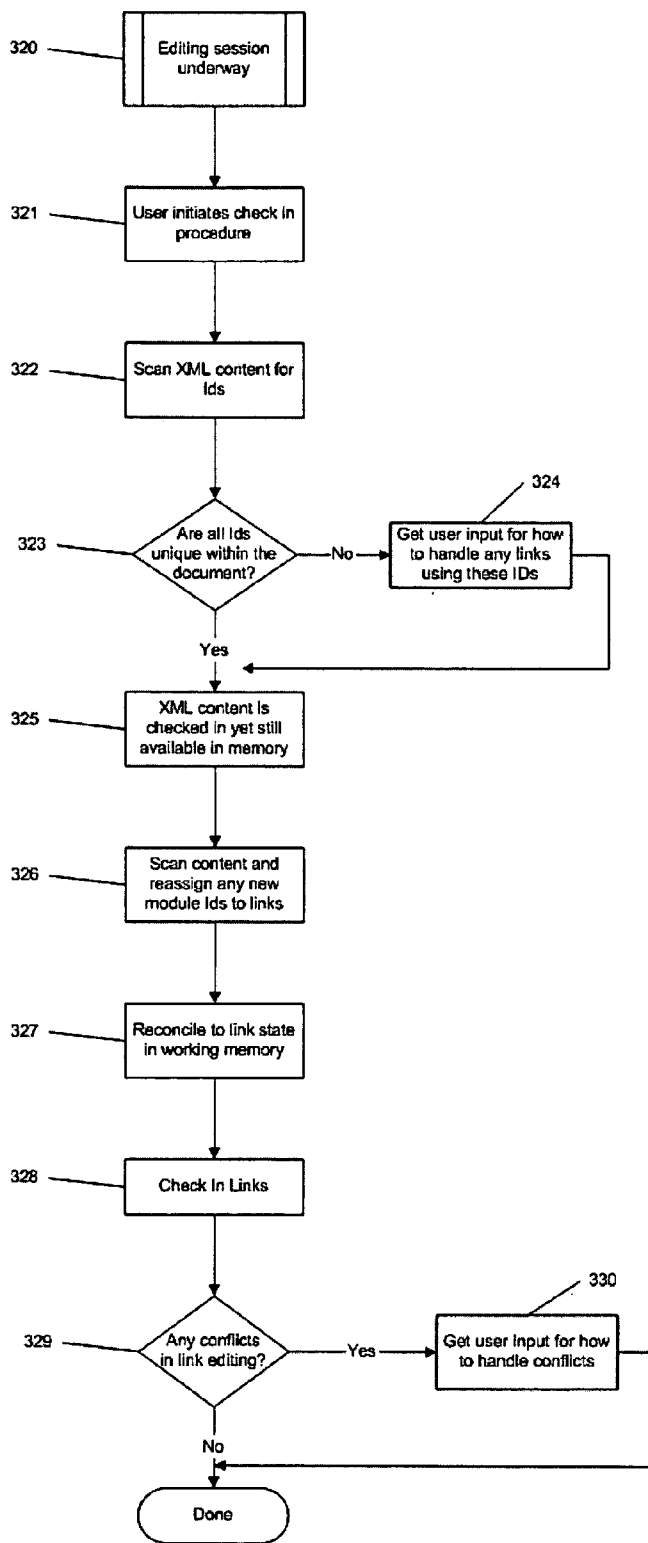 320
Editing session
underway
321
User initiates check in
procedure
322
Scan XML content for
Ids
323
Are all Ids
unique within the
document?
No
324
Get user input for how
to handle any links
using these IDs
Yes
325
XML content is
checked in yet still
available in memory
326
Scan content and
reassign any new
module Ids to links
327
Reconcile to link state
in working memory
328
Check In Links
329
Any conflicts
in link editing?
Yes
330
Get user input for how
to handle conflicts
No
Done